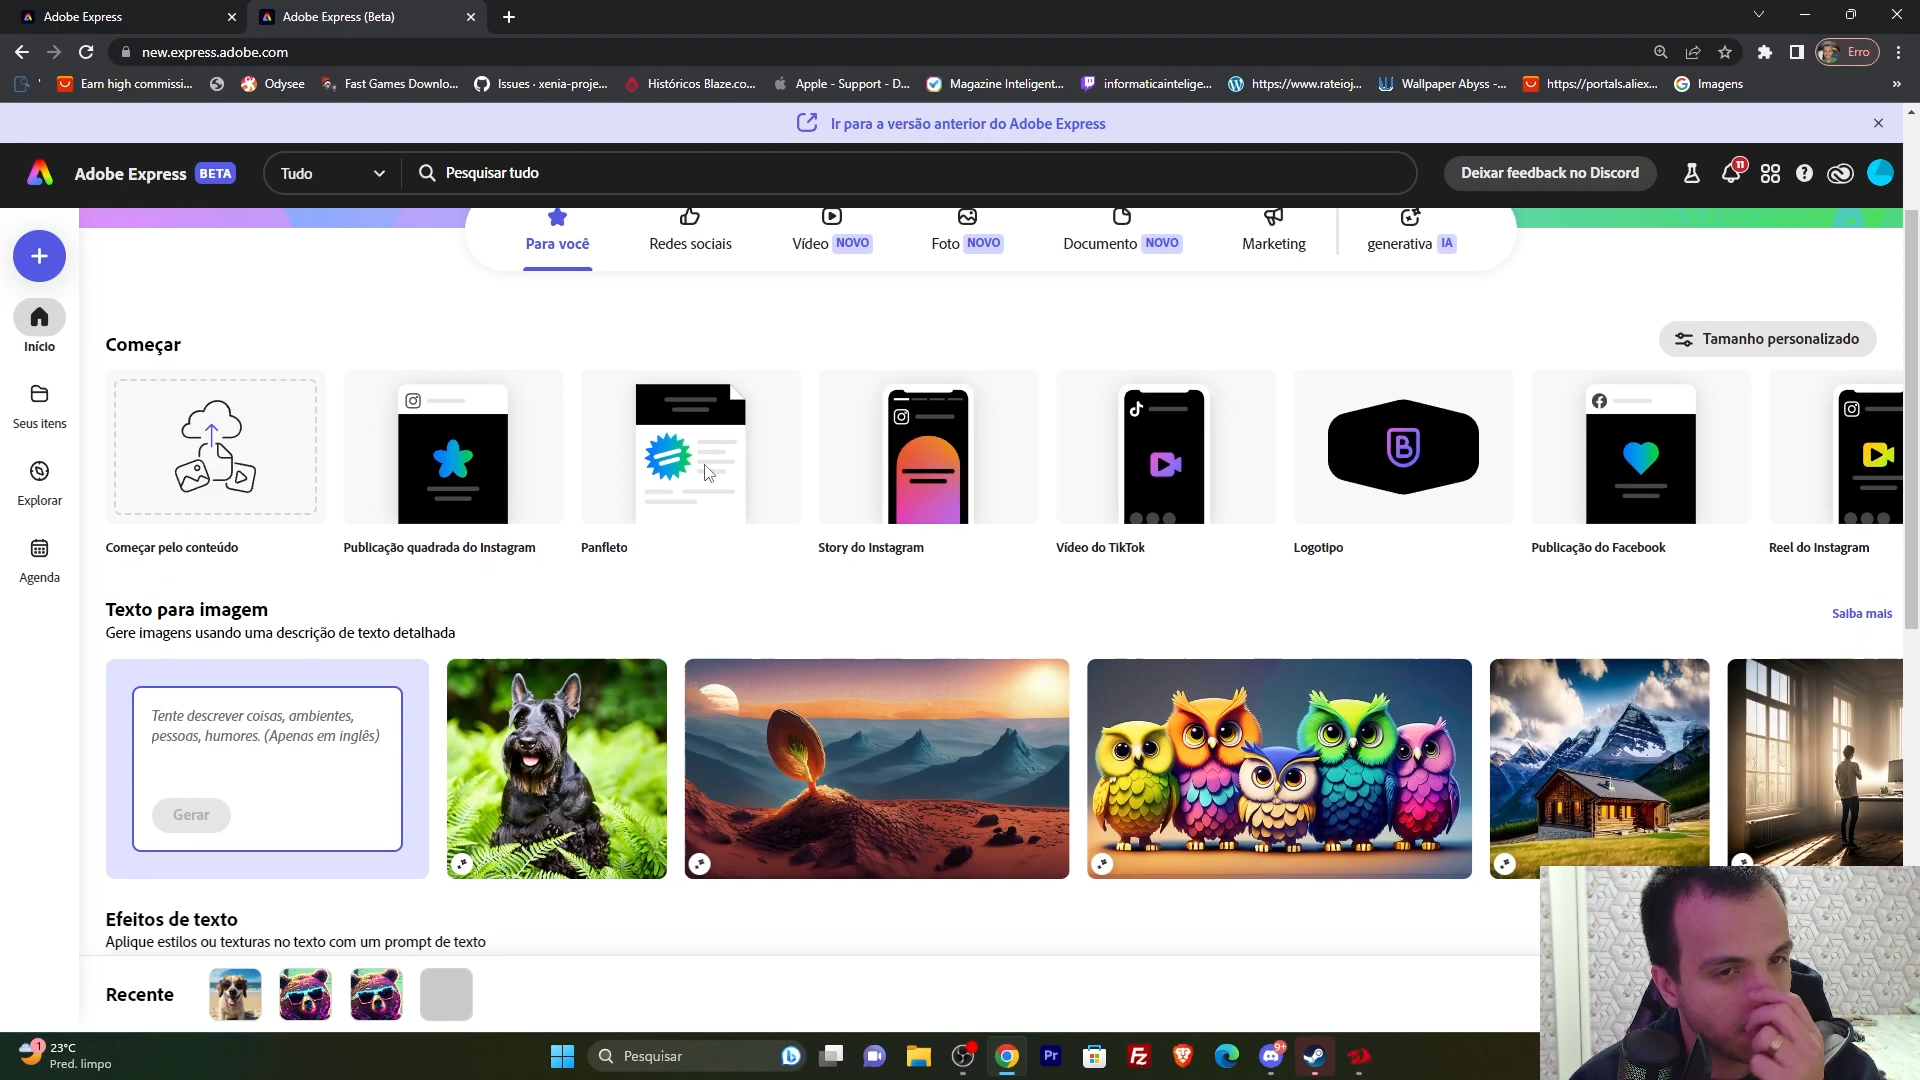 Adobe Express
Adobe Express (Beta)
new.express.adobe.com
Erro
Earn high commissi...
Odysee
Fast Games Downlo...
Issues · xenia-proje...
Históricos Blaze.co...
Apple - Support - D...
Magazine Inteligent...
informaticaintelige...
https://www.rateioj...
Wallpaper Abyss -...
https://portals.aliex...
Imagens
Ir para a versão anterior do Adobe Express
Adobe Express BETA
Tudo
Pesquisar tudo
Deixar feedback no Discord
11
Para você
Redes sociais
Vídeo NOVO
Foto NOVO
Documento NOVO
Marketing
generativa IA
Início
Seus itens
Explorar
Agenda
Começar
Tamanho personalizado
B
Começar pelo conteúdo
Publicação quadrada do Instagram
Panfleto
Story do Instagram
Vídeo do TikTok
Logotipo
Publicação do Facebook
Reel do Instagram
Texto para imagem
Gere imagens usando uma descrição de texto detalhada
Saiba mais
Tente descrever coisas, ambientes,
pessoas, humores. (Apenas em inglês)
Gerar
Efeitos de texto
Aplique estilos ou texturas no texto com um prompt de texto
Recente
1
23°C
Pred. limpo
Pesquisar
Pr
9+